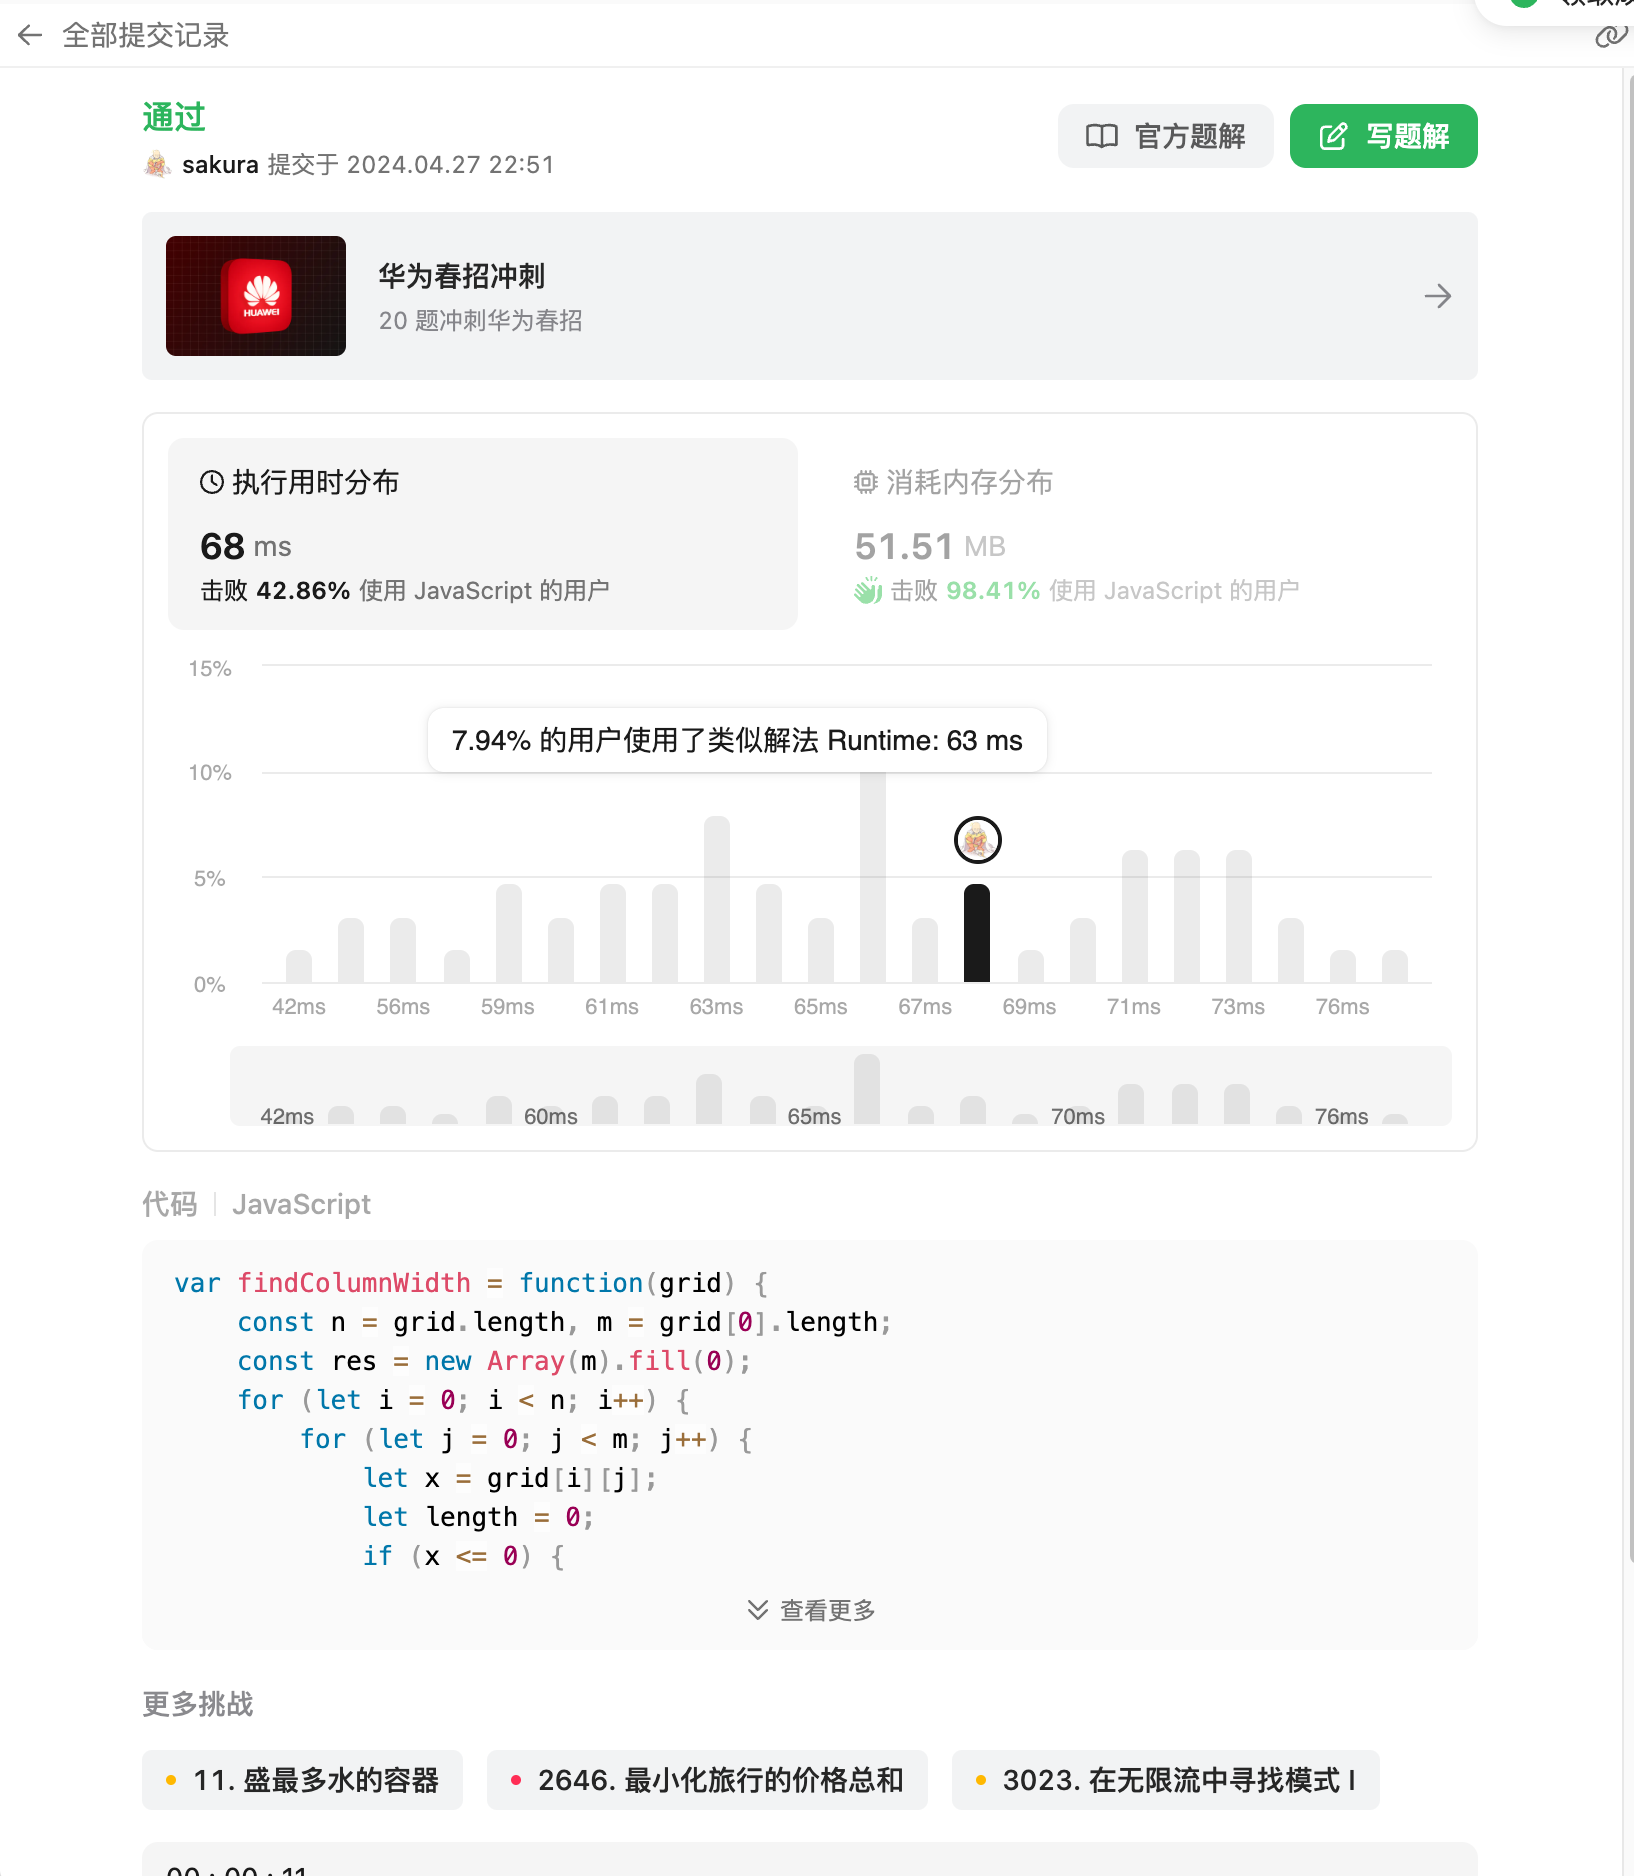 全部提交记录
通过
官方题解
写题解
sakura 提交于 2024.04.27 22:51
HUAWEI
华为春招冲刺
20 题冲刺华为春招
执行用时分布
68 ms
击败 42.86% 使用 JavaScript 的用户
消耗内存分布
51.51 MB
击败 98.41% 使用 JavaScript 的用户
15%
7.94% 的用户使用了类似解法 Runtime: 63 ms
10%
5%
0%
42ms 56ms 59ms 61ms 63ms 65ms 67ms 69ms 71ms 73ms 76ms
42ms 60ms 65ms 70ms 76ms
代码 JavaScript
var findColumnWidth = function(grid) {
const n = grid.length, m = grid[0].length;
const res = new Array(m).fill(0);
for (let i = 0; i < n; i++) {
for (let j = 0; j < m; j++) {
let x = grid[i][j];
let length = 0;
if (x <= 0) {
查看更多
更多挑战
11. 盛最多水的容器
2646. 最小化旅行的价格总和
3023. 在无限流中寻找模式 I
00 : 00 : 11